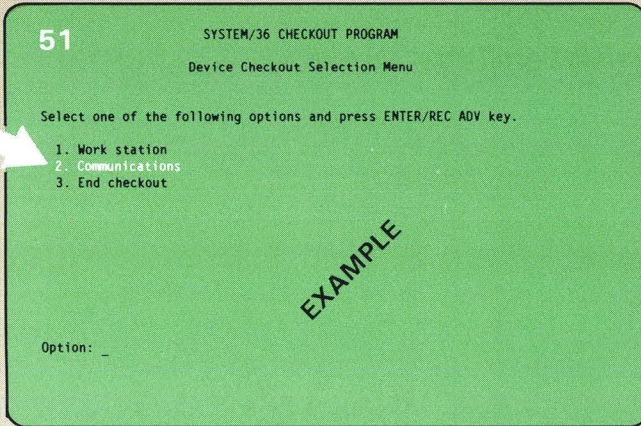 51
SYSTEM/36 CHECKOUT PROGRAM
Device Checkout Selection Menu
Select one of the following options and press ENTER/REC ADV key.
1. Work station
2. Communications
3. End checkout
EXAMPLE
Option: _